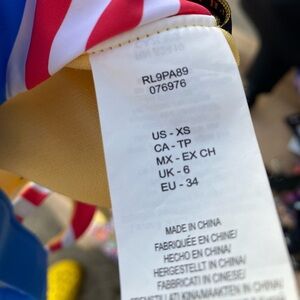 RL9PA89
076976
US - XS
CA - TP
MX - EX CH
UK - 6
EU - 34
MADE IN CHINA
FABRIQUÉE EN CHINE/
HECHO EN CHINA/
HERGESTELLT IN CHINA/
FABBRICATI IN CINESE/